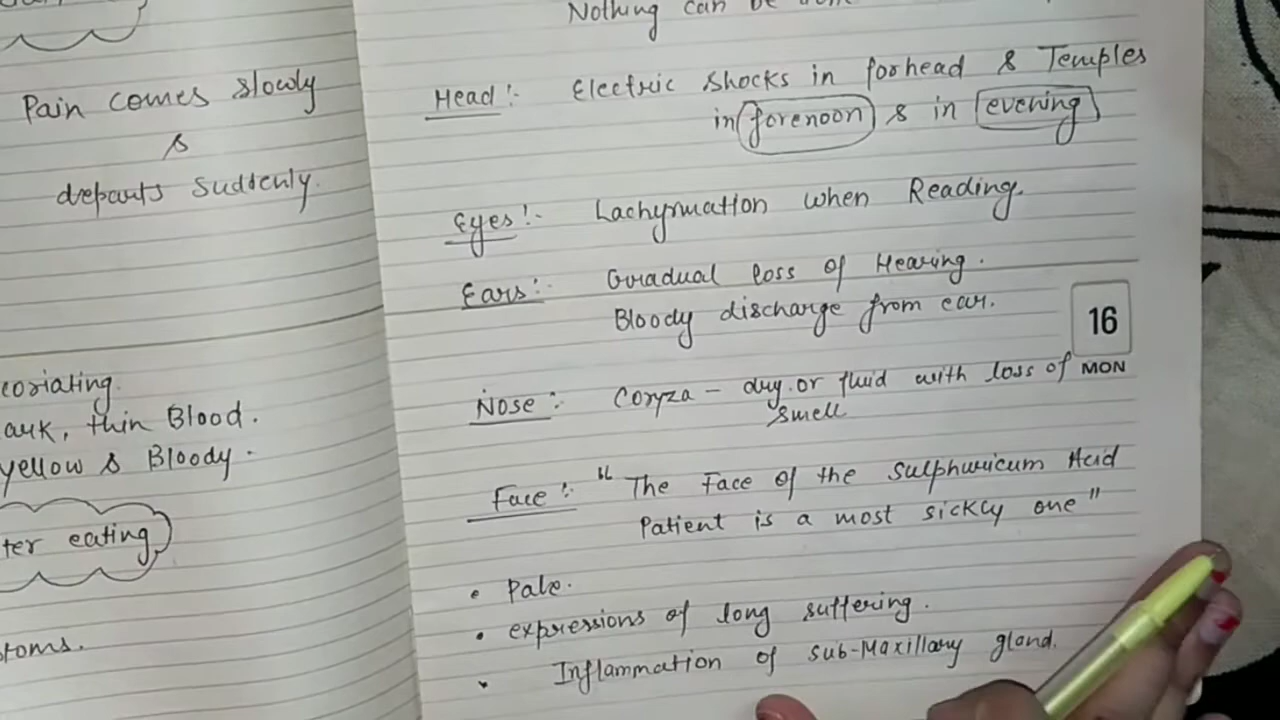 Pain comes slowly
&
departs suddenly.
coriating.
ark, thin Blood.
yellow & Bloody.
ter eating
toms.
Nothing can be
Head:- Electric shocks in forhead & Temples
in forenoon & in evening
Eyes:- Lachyrmation when Reading.
Ears:- Gradual loss of Hearing.
Bloody discharge from ear.
16
MON
Nose:- Coryza – dry or fluid with loss of
smell
Face:- "The Face of the sulphuricum Acid
Patient is a most sickly one"
• Pale.
• expressions of long suffering.
• Inflammation of sub-Maxillary gland.